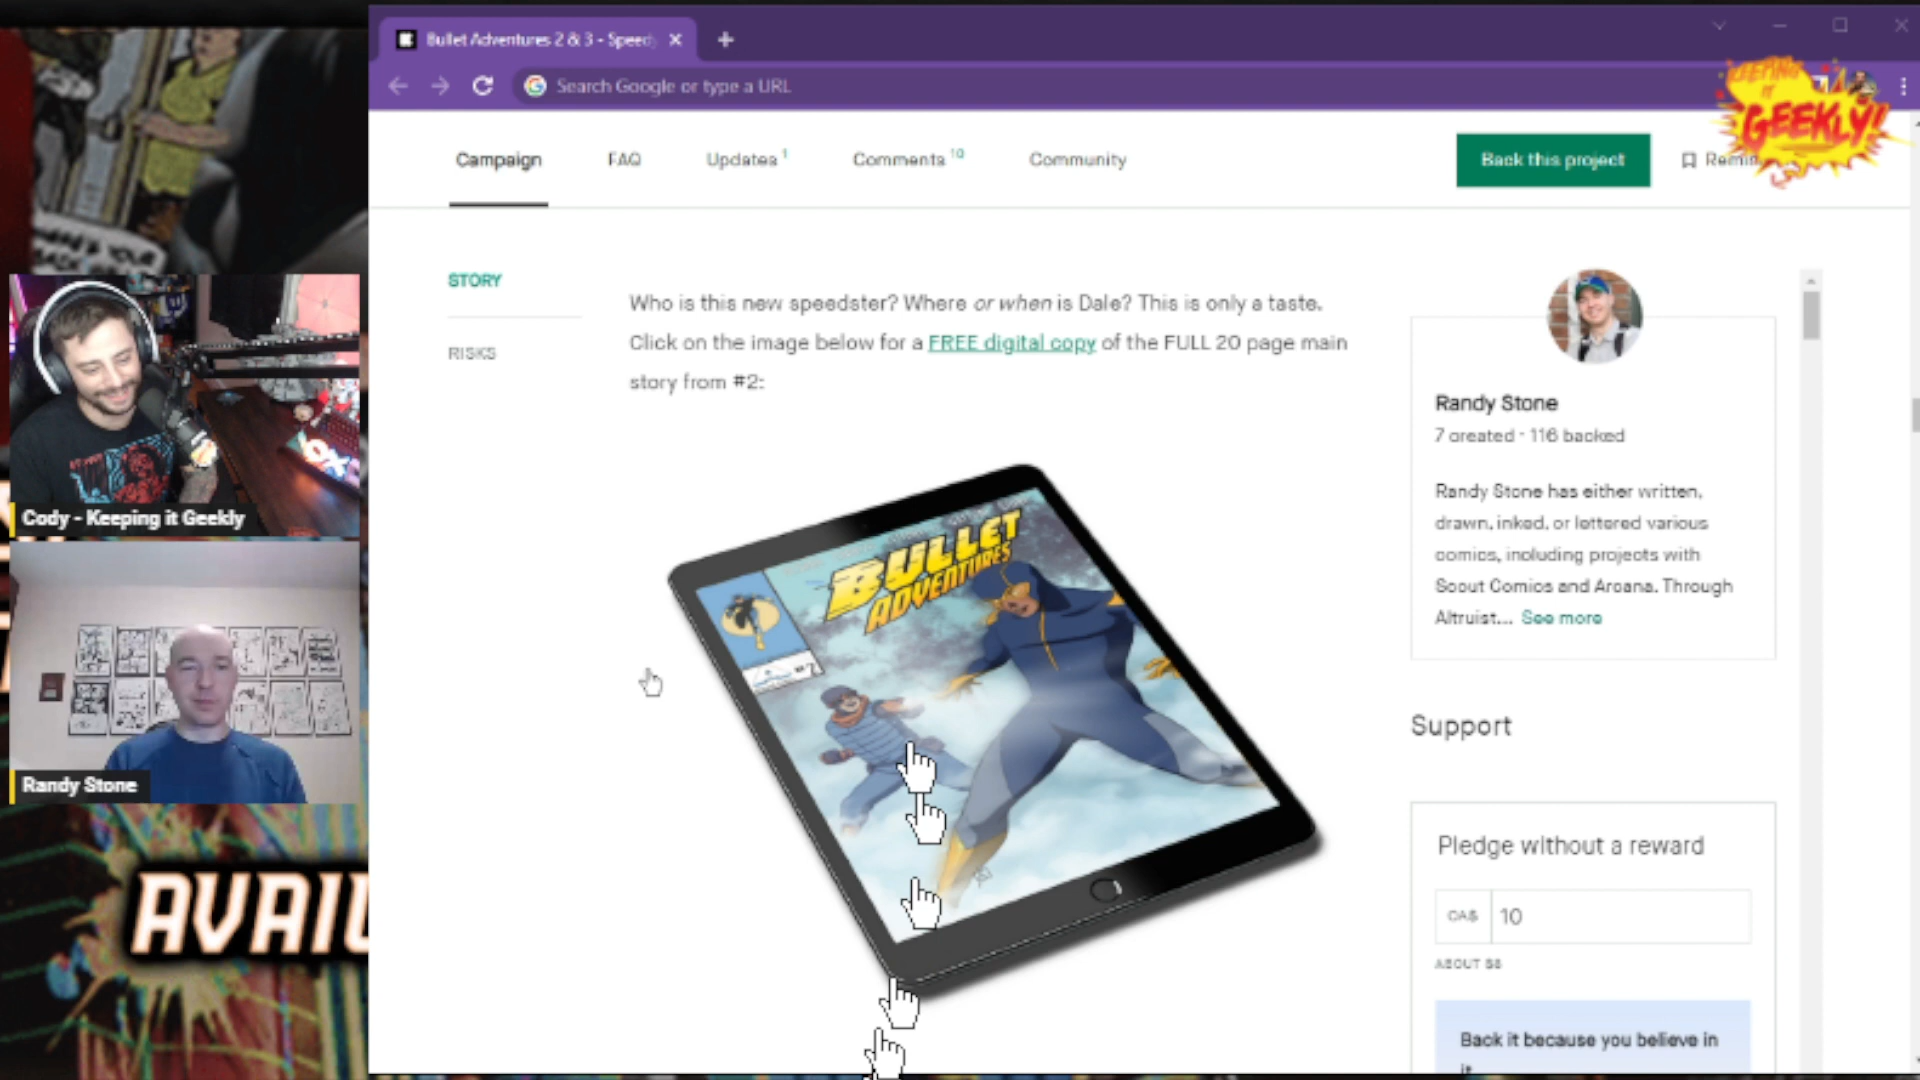 Bullet Adventures 2 & 3 - Speed
Search Google or type a URL
KEEPING
IT
GEEKLY!
Campaign
FAQ
Updates 1
Comments 10
Community
Back this project
Remin
STORY
RISKS
Who is this new speedster? Where or when is Dale? This is only a taste.
Click on the image below for a FREE digital copy of the FULL 20 page main
story from #2:
BULLET
ADVENTURES
#2
Randy Stone
7 created · 116 backed
Randy Stone has either written,
drawn, inked, or lettered various
comics, including projects with
Scout Comics and Arcana. Through
Altruist... See more
Support
Pledge without a reward
CA$ 10
ABOUT $8
Back it because you believe in
it.
Cody - Keeping it Geekly
Randy Stone
AVAIL